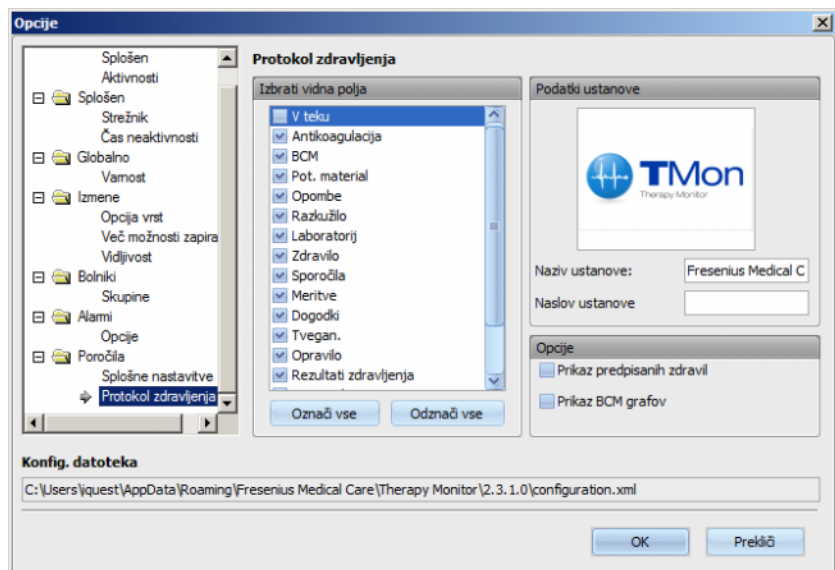 Opcije
Splošen
Aktivnosti
Splošen
Strežnik
Čas neaktivnosti
Globalno
Varnost
Izmene
Opcija vrst
Več možnosti zapira
Vidljivost
Bolniki
Skupine
Alarmi
Opcije
Poročila
Splošne nastavitve
Protokol zdravljenja
Protokol zdravljenja
Izbrati vidna polja
V teku
Antikoagulacija
BCM
Pot. material
Opombe
Razkužilo
Laboratorij
Zdravilo
Sporočila
Meritve
Dogodki
Tvegan.
Opravilo
Rezultati zdravljenja
Označi vse
Odznači vse
Podatki ustanove
TMon
Therapy Monitor
Naziv ustanove:
Fresenius Medical C
Naslov ustanove
Opcije
Prikaz predpisanih zdravil
Prikaz BCM grafov
Konfig. datoteka
C:\Users\iquest\AppData\Roaming\Fresenius Medical Care\Therapy Monitor\2.3.1.0\configuration.xml
OK
Prekliči